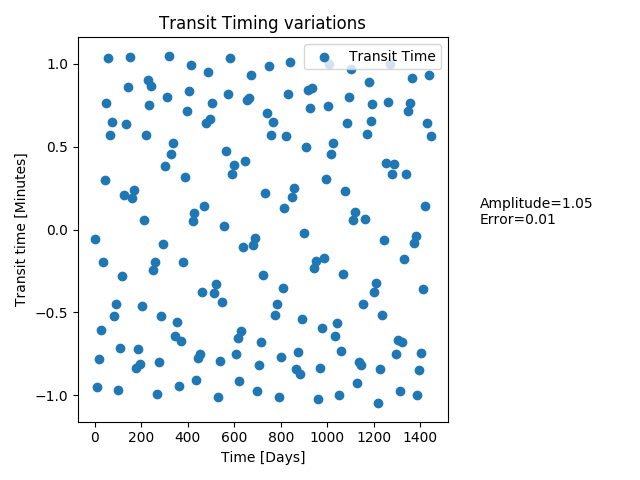 Transit Timing variations
Transit Time
1.0
0.5
0.0
−0.5
−1.0
Transit time [Minutes]
0 200 400 600 800 1000 1200 1400
Time [Days]
Amplitude=1.05
Error=0.01